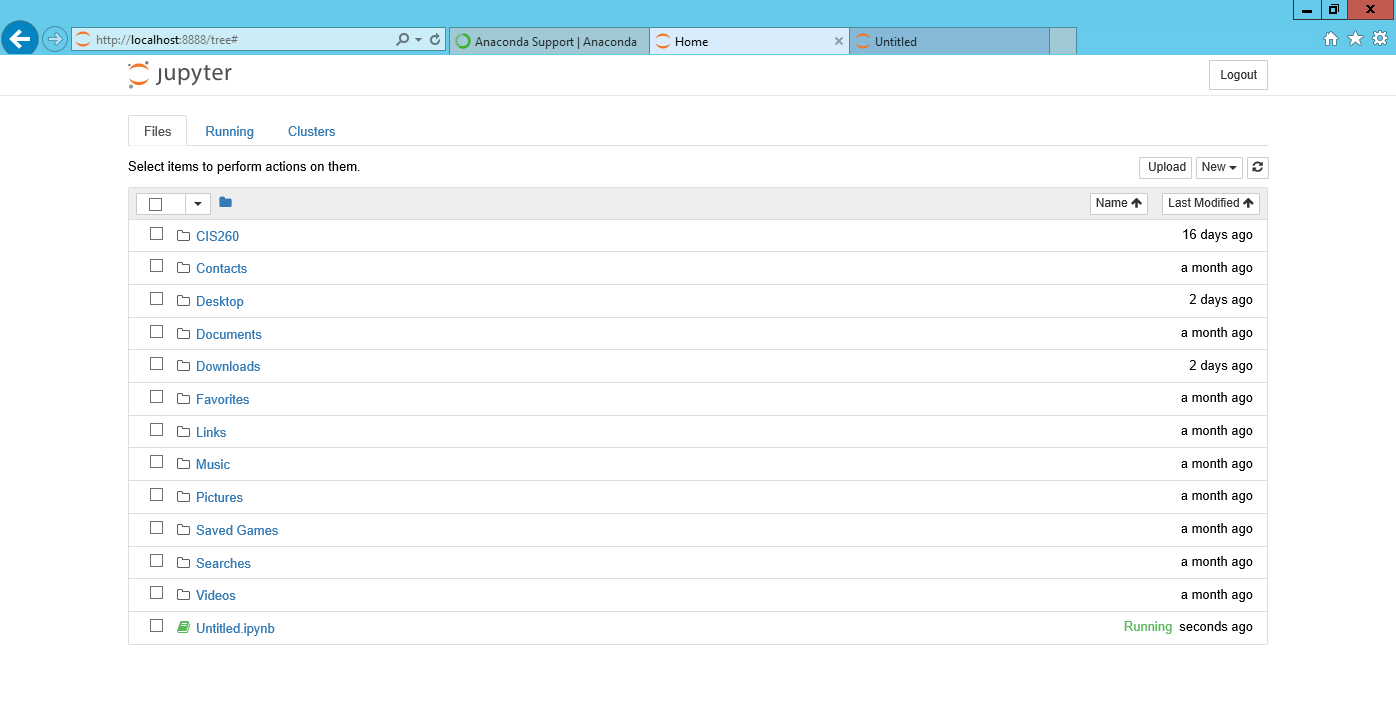 http://localhost:8888/tree#
Anaconda Support | Anaconda
Home
Untitled
jupyter
Logout
Files Running Clusters
Select items to perform actions on them.
Upload New
Name Last Modified
CIS260 16 days ago
Contacts a month ago
Desktop 2 days ago
Documents a month ago
Downloads 2 days ago
Favorites a month ago
Links a month ago
Music a month ago
Pictures a month ago
Saved Games a month ago
Searches a month ago
Videos a month ago
Untitled.ipynb Running seconds ago